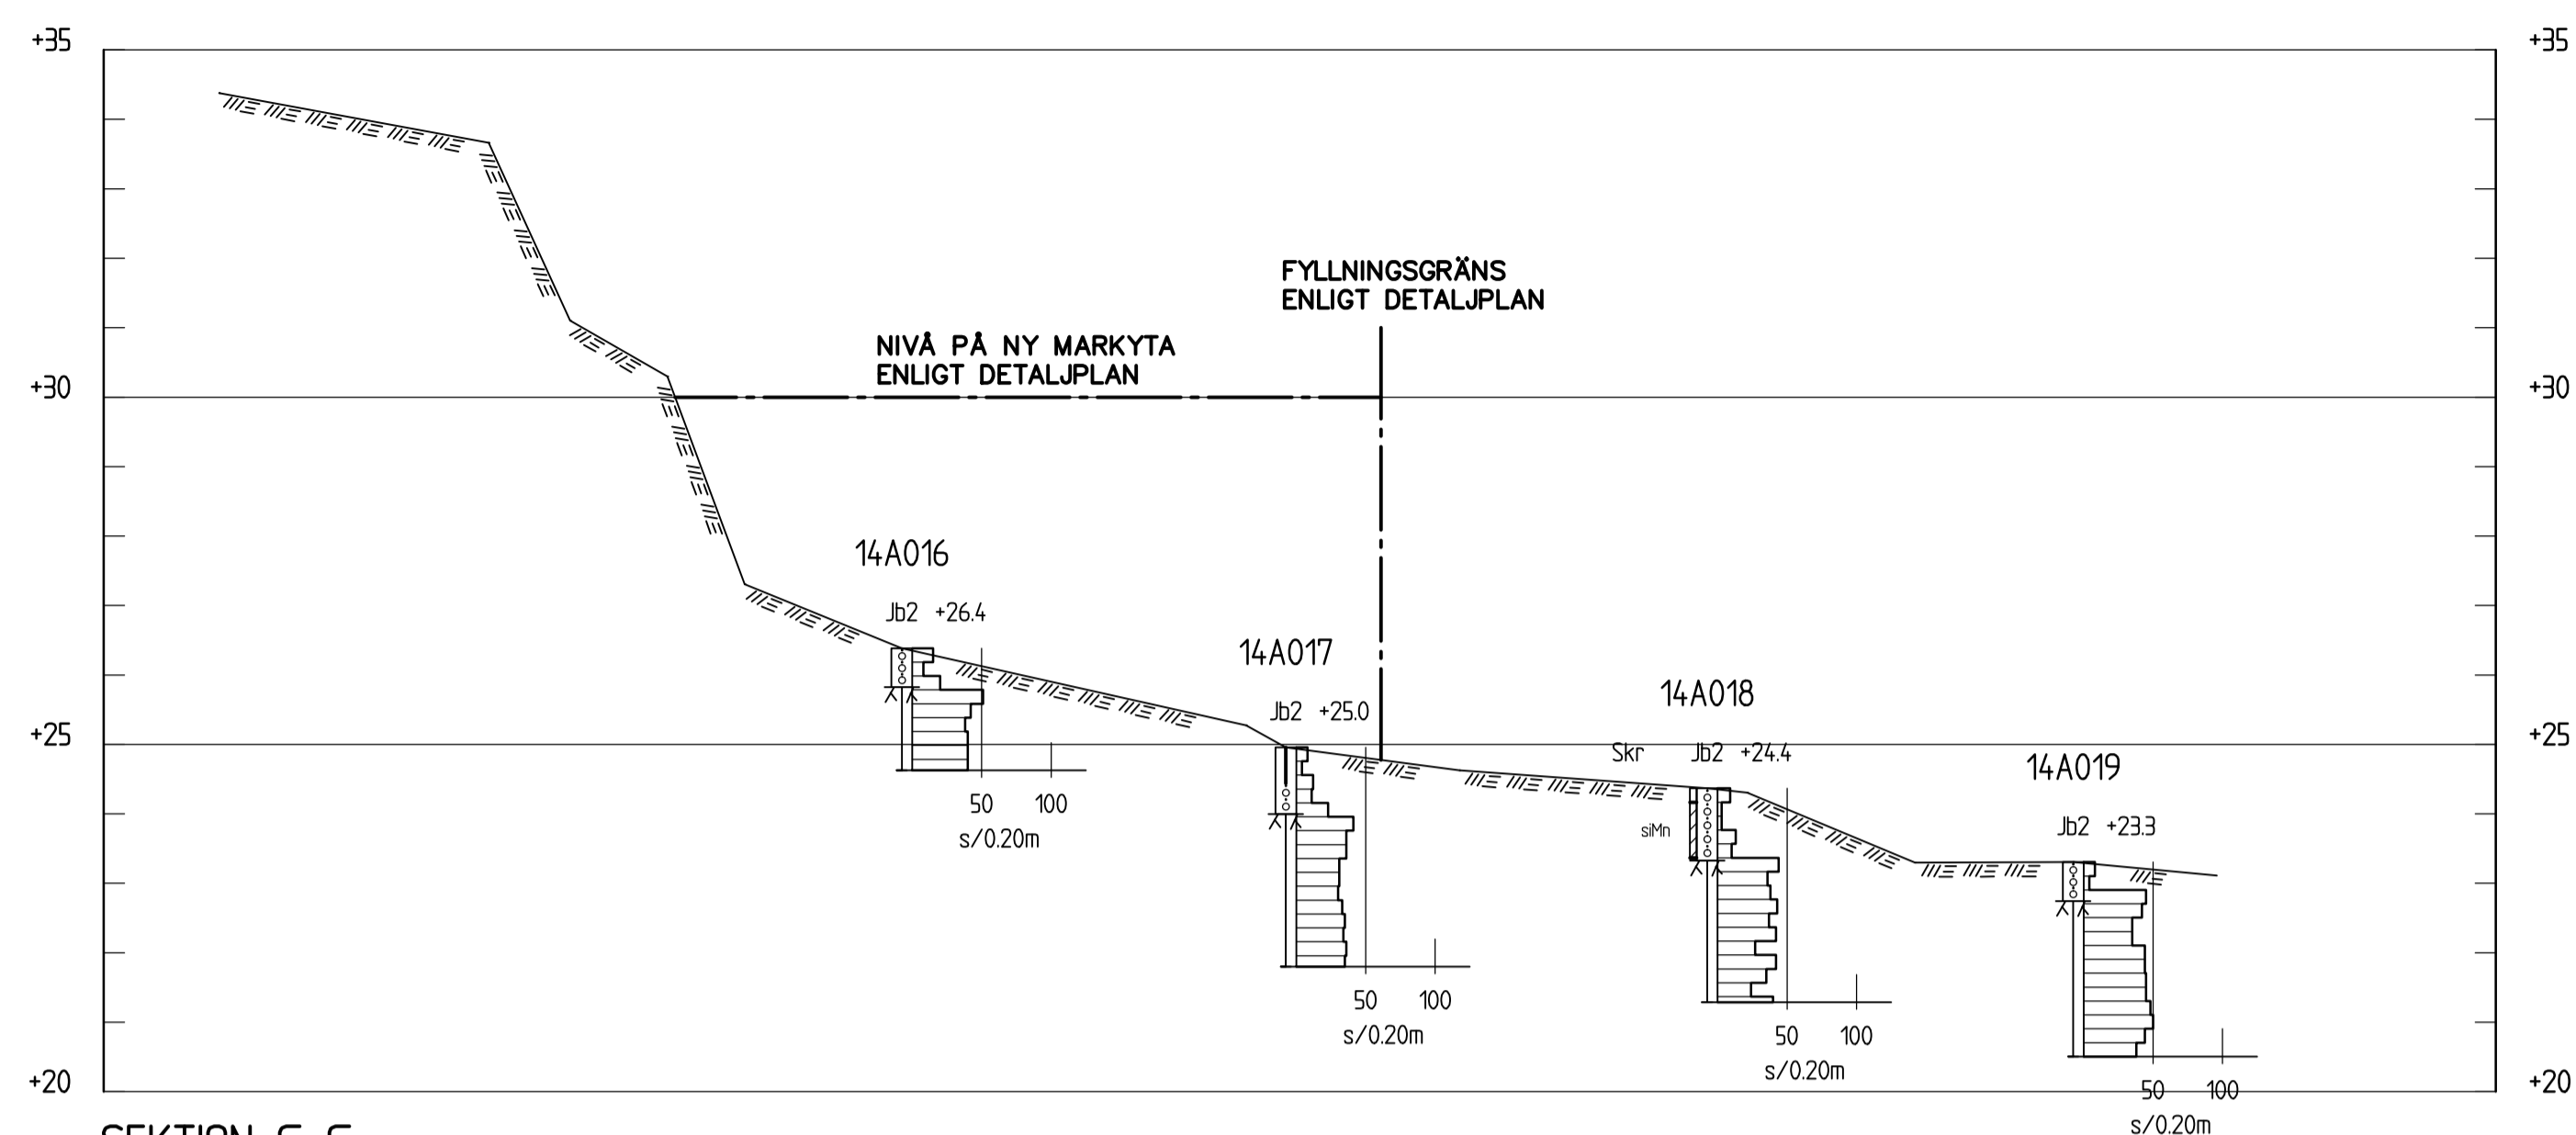 +35
+35
FYLLNINGSGRÄNS
ENLIGT DETALJPLAN
NIVÅ PÅ NY MARKYTA
ENLIGT DETALJPLAN
+30
+30
14A016
Jb2 +26.4
14A017
Jb2 +25.0
14A018
Skr Jb2 +24.4
14A019
Jb2 +23.3
+25
+25
50 100
s/0.20m
siMn
50 100
s/0.20m
50 100
s/0.20m
+20
+20
50 100
s/0.20m
SEKTION